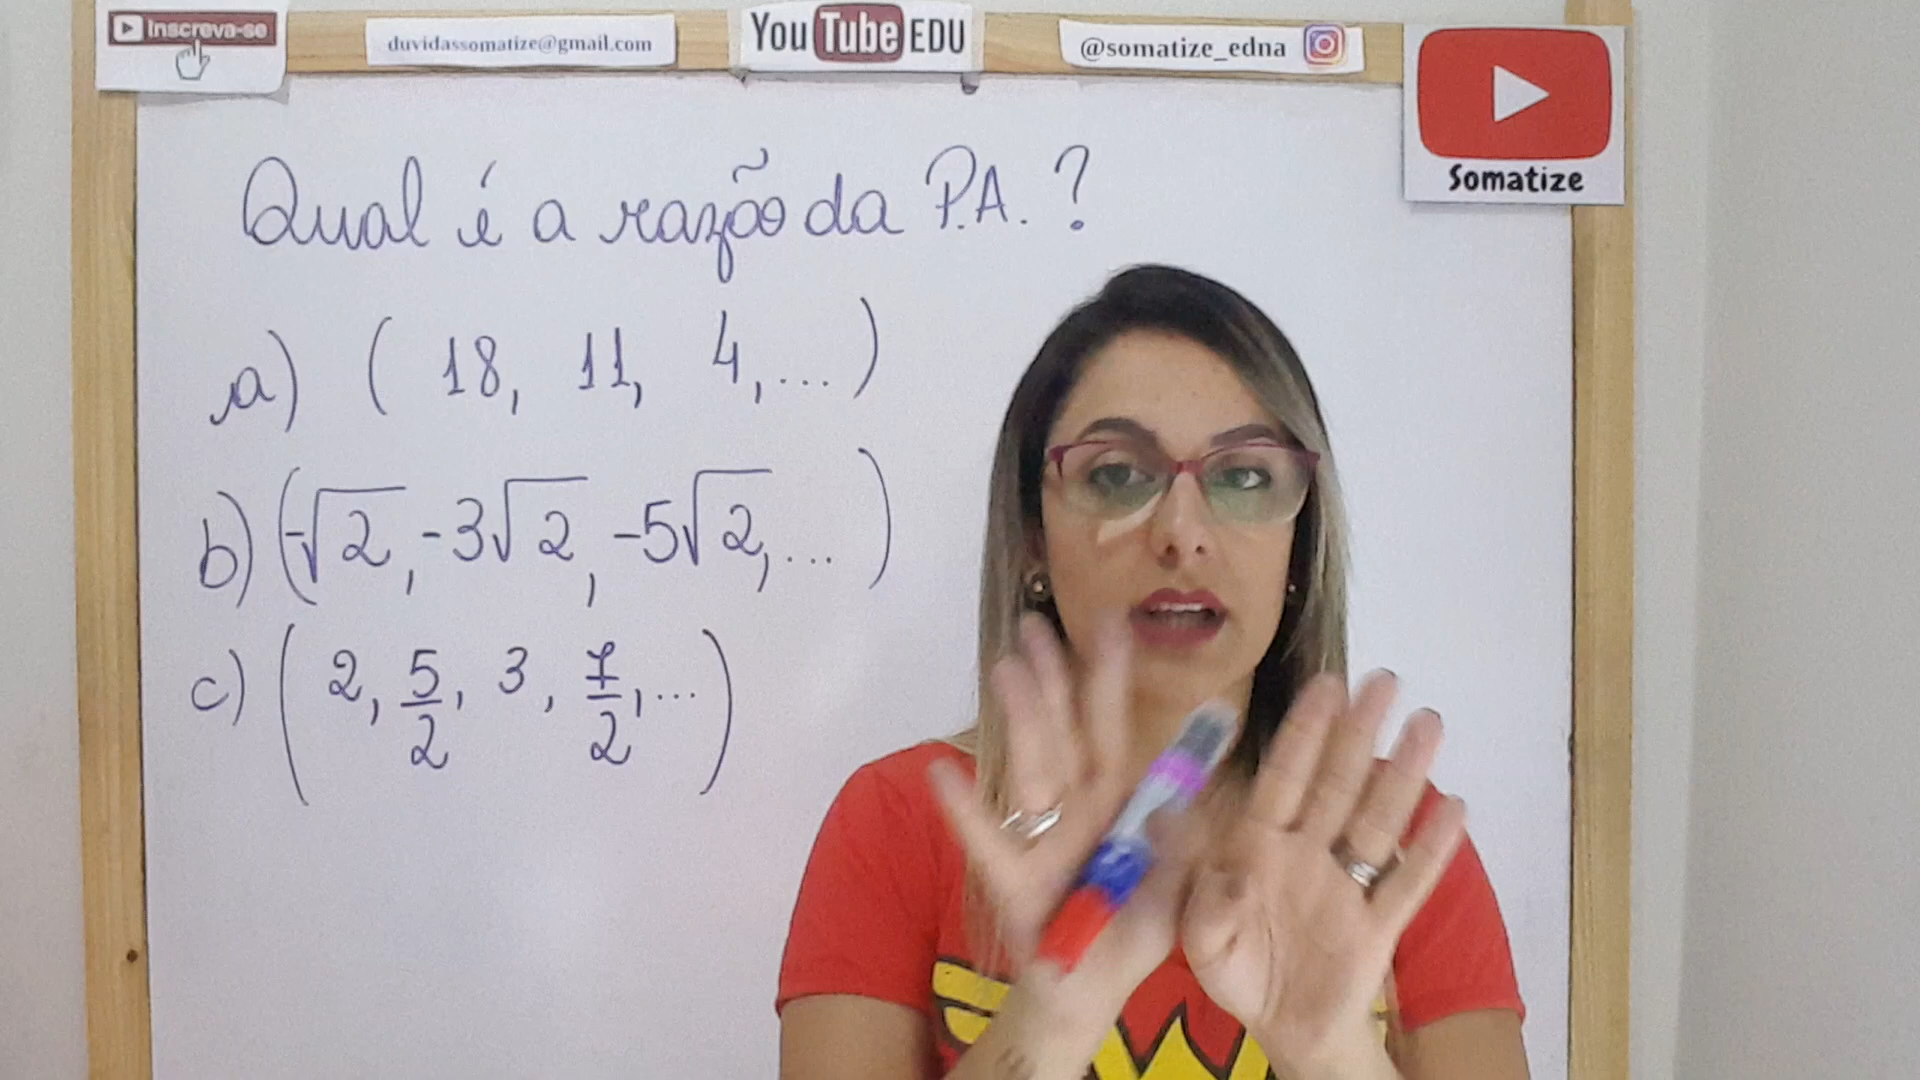 Inscreva-se
duvidassomatize@gmail.com
YouTube EDU
@somatize_edna
Somatize
Qual é a razão da P.A. ?
a) ( 18, 11, 4, ... )
b) (-√2, -3√2, -5√2, ... )
c) ( 2, 5/2, 3, 7/2, ... )